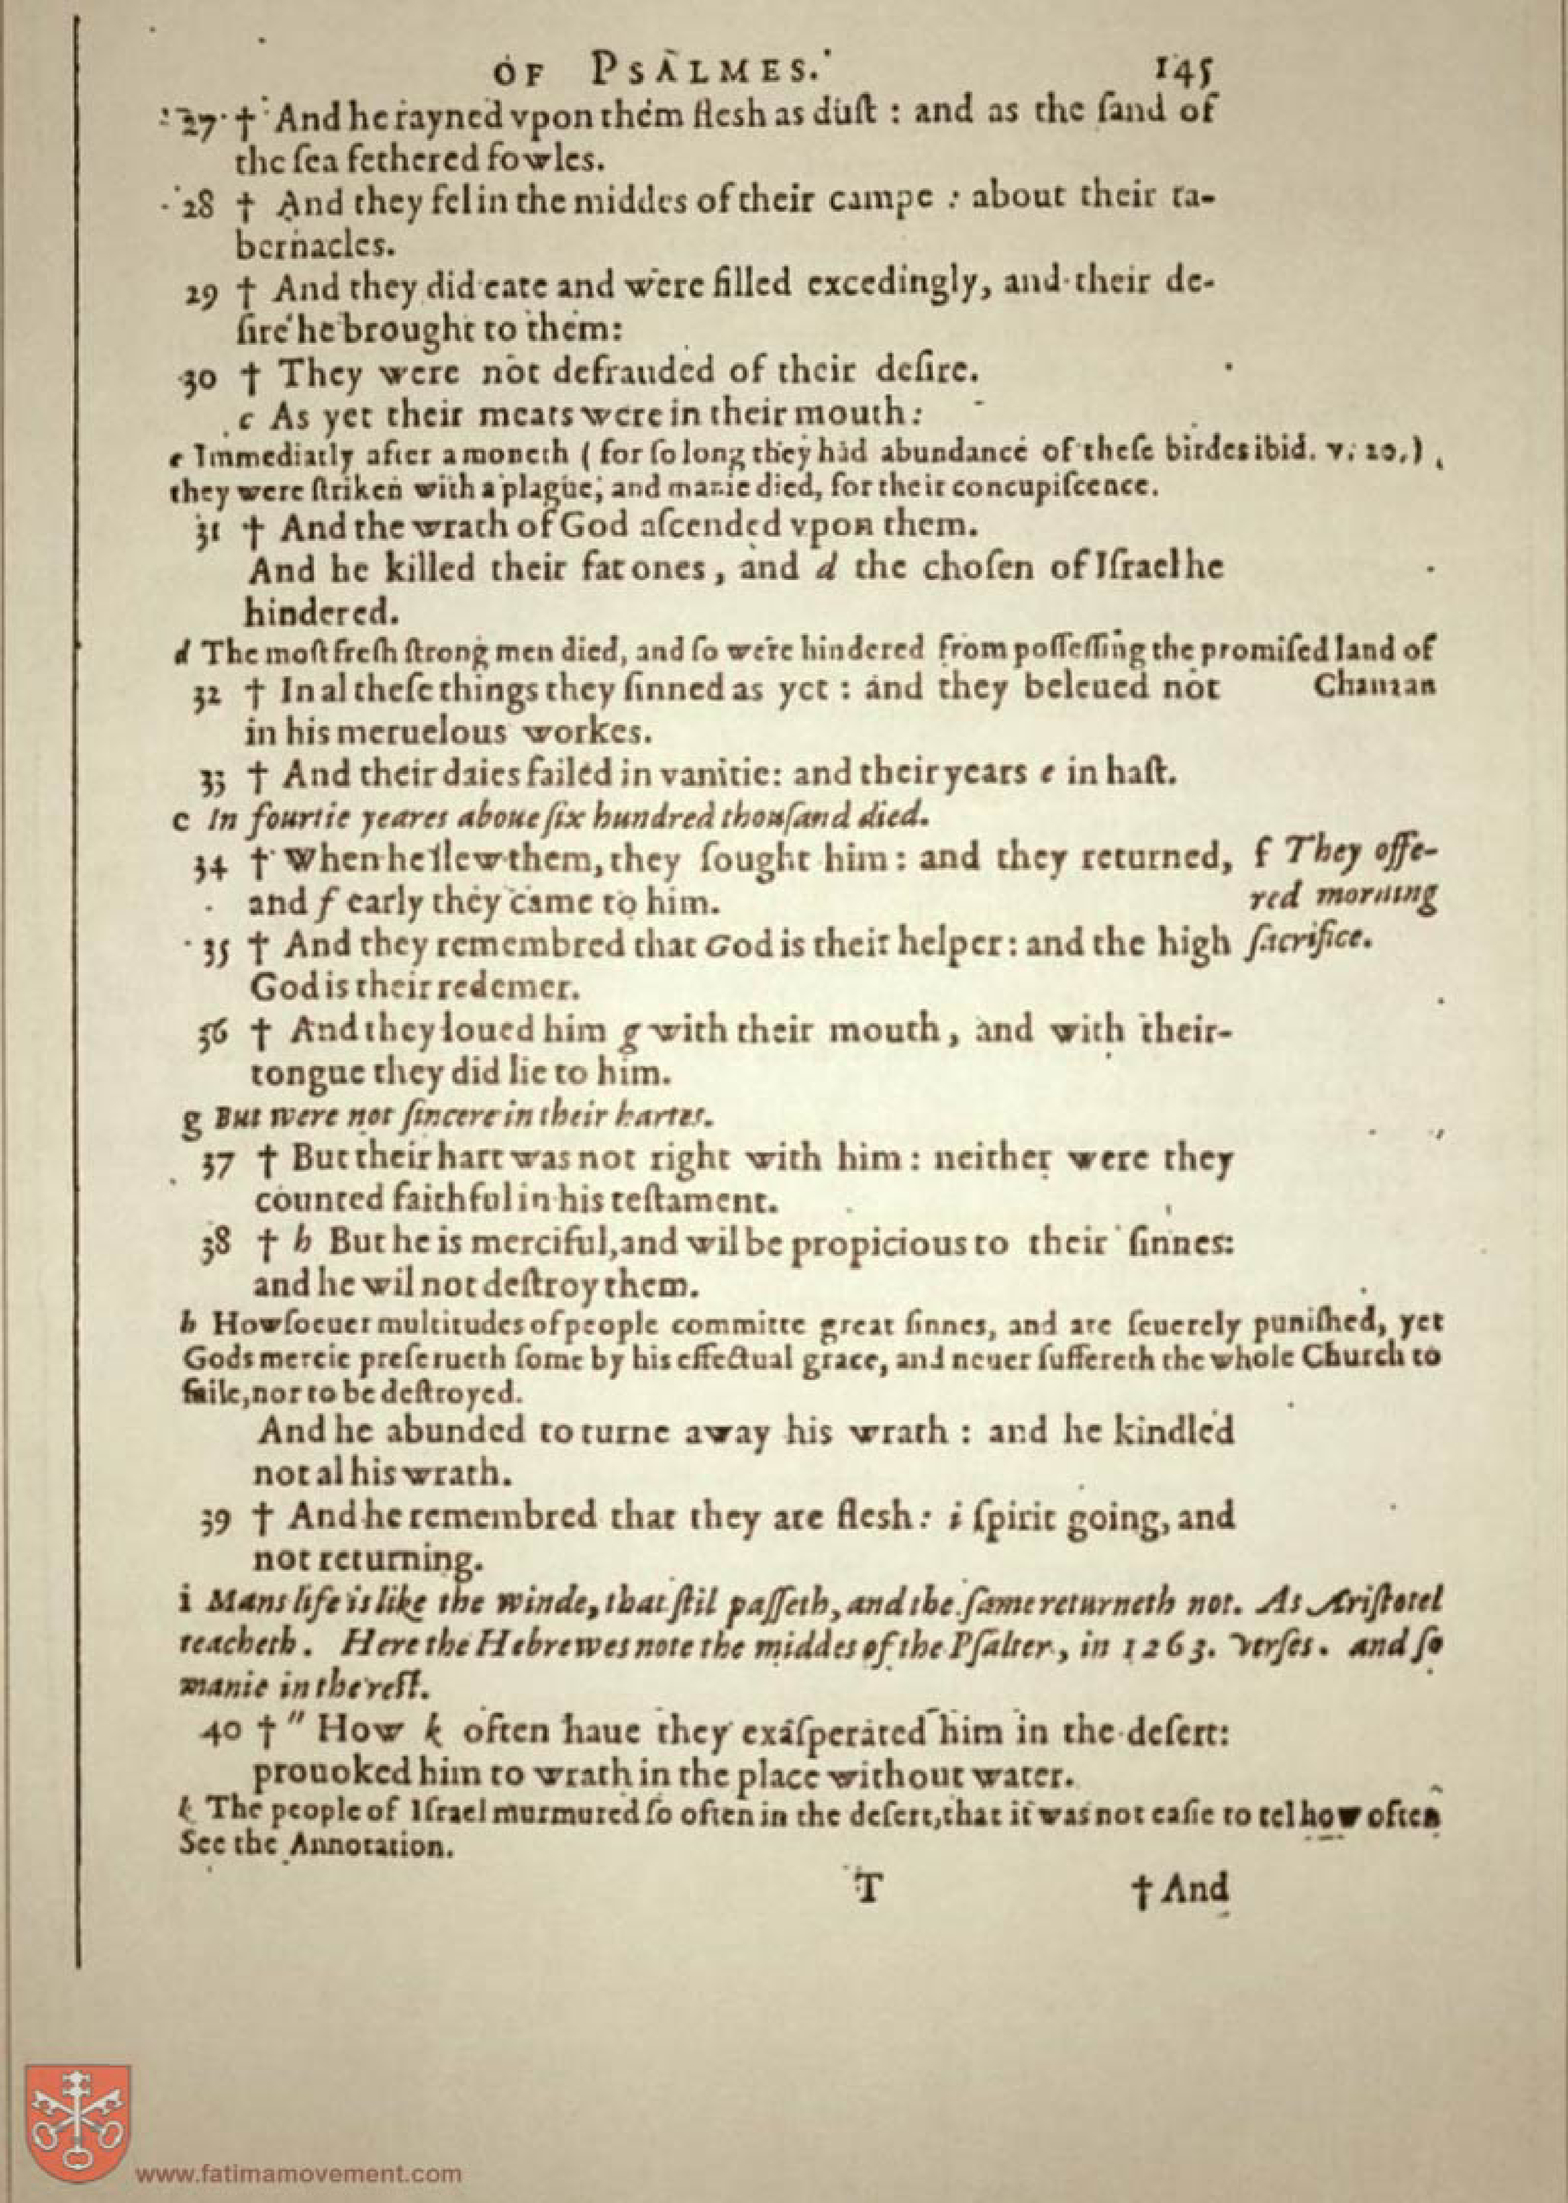 OF PSALMES. 145
27 † And he rayned vpon them flesh as duſt : and as the ſand of
the ſea fethered fowles.
28 † And they fel in the middes of their campe : about their ta-
bernacles.
29 † And they did eate and were filled excedingly, and their de-
ſire he brought to them:
30 † They were not defrauded of their deſire.
c As yet their meats were in their mouth:
c Immediatly after a moneth ( for ſo long they had abundance of theſe birdes ibid. v. 20.)
they were ſtriken with a plague, and manie died, for their concupiſcence.
31 † And the wrath of God aſcended vpon them.
And he killed their fat ones, and d the choſen of Iſrael he
hindered.
d The moſt freſh ſtrong men died, and ſo were hindered from poſſeſſing the promiſed land of
Chanaan
32 † In al theſe things they ſinned as yet : and they beleued not
in his meruelous workes.
33 † And their daies failed in vanitie: and their years e in haſt.
c In fourtie yeares aboue ſix hundred thouſand died.
34 † When he ſlew them, they ſought him : and they returned,
and f early they came to him.
f They offe-
red morning
ſacrifice.
35 † And they remembred that God is their helper: and the high
God is their redemer.
36 † And they loued him g with their mouth, and with their-
tongue they did lie to him.
g But were not ſincere in their hartes.
37 † But their hart was not right with him : neither were they
counted faithful in his teſtament.
38 † h But he is merciful, and wil be propicious to their ſinnes:
and he wil not deſtroy them.
h Howſoeuer multitudes of people committe great ſinnes, and are ſeuerely puniſhed, yet
Gods mercie preſerueth ſome by his effectual grace, and neuer ſuffereth the whole Church to
faile, nor to be deſtroyed.
And he abunded to turne away his wrath : and he kindled
not al his wrath.
39 † And he remembred that they are flesh: i ſpirit going, and
not returning.
i Mans life is like the winde, that ſtil paſſeth, and the ſame returneth not. As Ariſtotel
teacheth. Here the Hebrewes note the middes of the Pſalter, in 1263. verſes. and ſo
manie in the reſt.
40 † " How k often haue they exaſperated him in the deſert:
prouoked him to wrath in the place without water.
k The people of Iſrael murmured ſo often in the deſert, that it was not eaſie to tel how often
See the Annotation.
T † And
www.fatimamovement.com